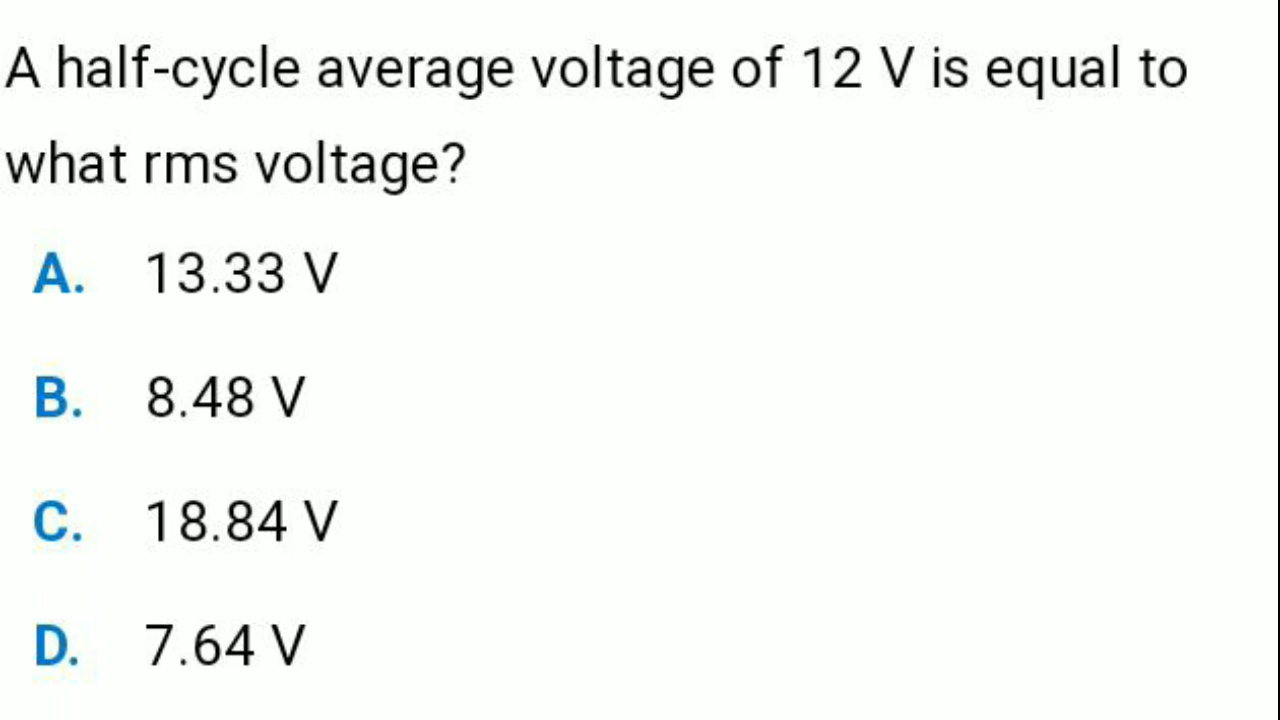 A half-cycle average voltage of 12 V is equal to
what rms voltage?
A. 13.33 V
B. 8.48 V
C. 18.84 V
D. 7.64 V